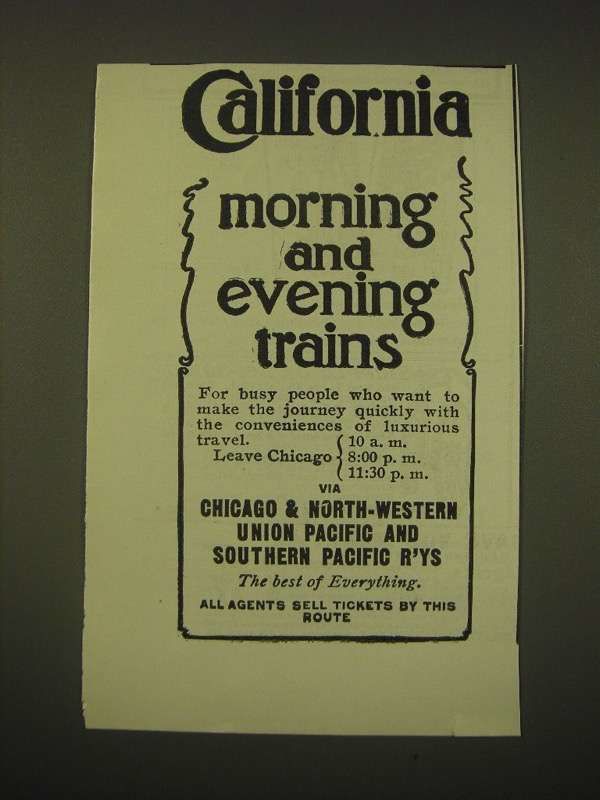 California
morning
and
evening
trains
For busy people who want to
make the journey quickly with
the conveniences of luxurious
travel.
Leave Chicago { 10 a. m.
8:00 p. m.
11:30 p. m.
VIA
CHICAGO & NORTH-WESTERN
UNION PACIFIC AND
SOUTHERN PACIFIC R'YS
The best of Everything.
ALL AGENTS SELL TICKETS BY THIS
ROUTE